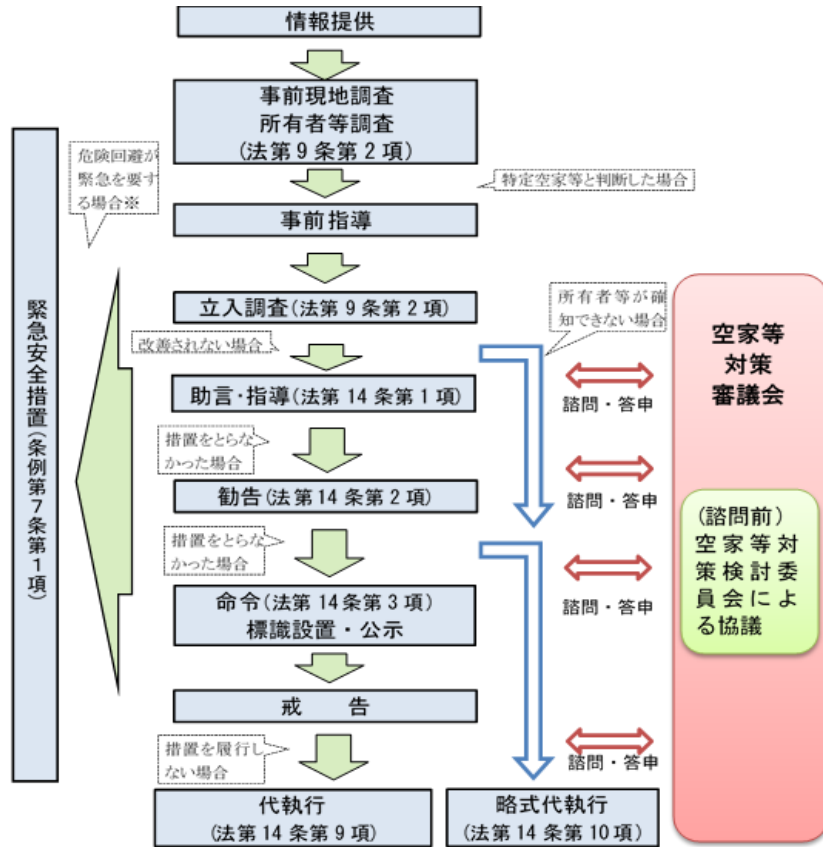 情報提供
事前現地調査
所有者等調査
(法第9条第2項)
危険回避が
緊急を要す
る場合※
特定空家等と判断した場合
事前指導
立入調査(法第9条第2項)
所有者等が確
知できない場合
改善されない場合
助言・指導(法第14条第1項)
諮問・答申
措置をとらな
かった場合
諮問・答申
勧告(法第14条第2項)
措置をとらな
かった場合
諮問・答申
命令(法第14条第3項)
標識設置・公示
戒　告
措置を履行し
ない場合
諮問・答申
代執行
(法第14条第9項)
略式代執行
(法第14条第10項)
緊急安全措置(条例第7条第1項)
空家等
対策
審議会
(諮問前)
空家等対
策検討委
員会によ
る協議